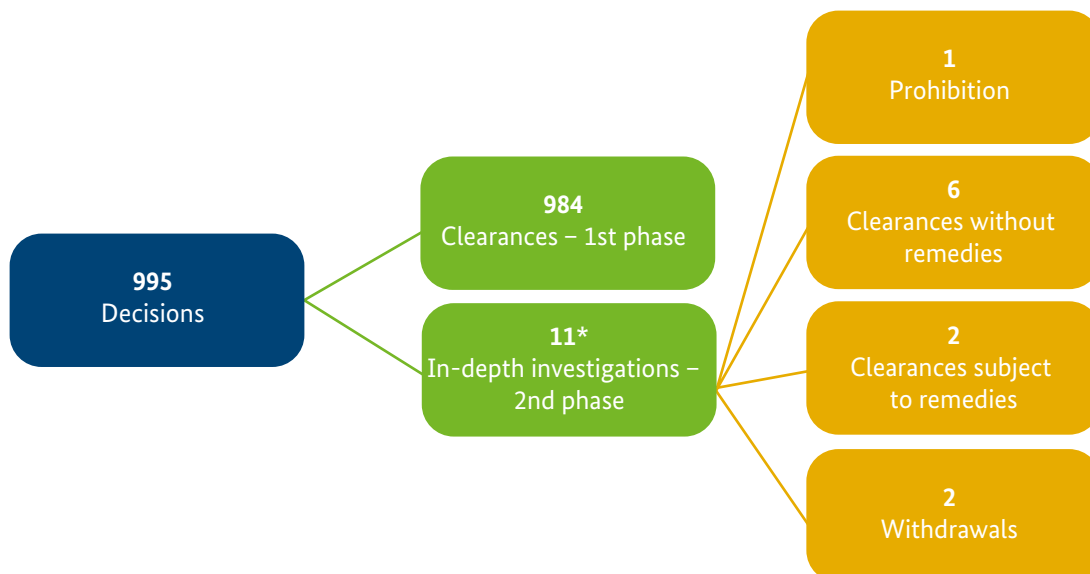 995
Decisions
984
Clearances – 1st phase
11*
In-depth investigations –
2nd phase
1
Prohibition
6
Clearances without
remedies
2
Clearances subject
to remedies
2
Withdrawals